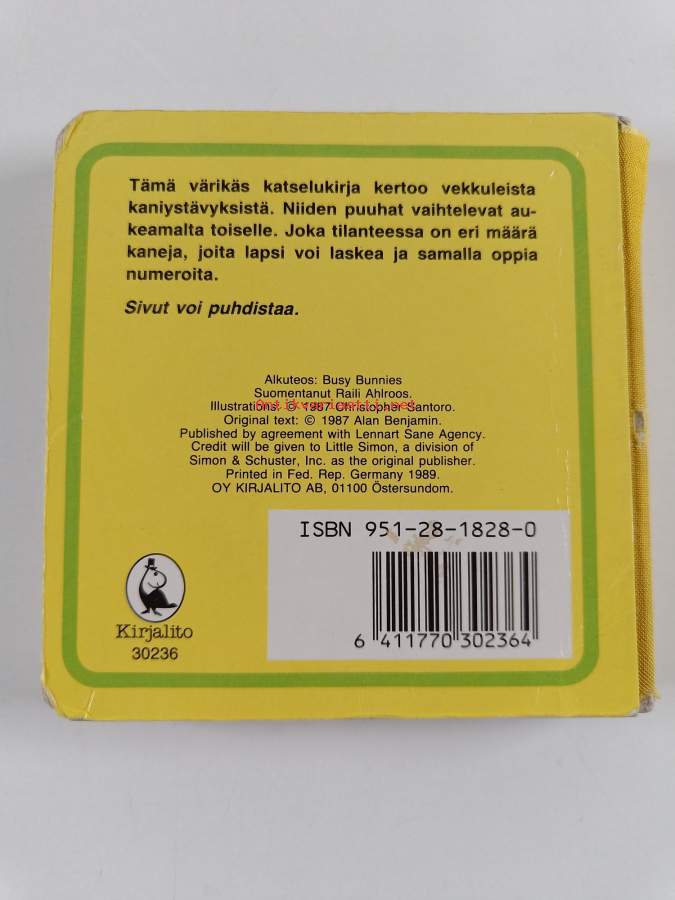 Tämä värikäs katselukirja kertoo vekkuleista
kaniystävyksistä. Niiden puuhat vaihtelevat au-
keamalta toiselle. Joka tilanteessa on eri määrä
kaneja, joita lapsi voi laskea ja samalla oppia
numeroita.
Sivut voi puhdistaa.
Alkuteos: Busy Bunnies
Suomentanut Raili Ahlroos.
Antikvariaatti.net
Illustrations: © 1987 Christopher Santoro.
Original text: © 1987 Alan Benjamin.
Published by agreement with Lennart Sane Agency.
Credit will be given to Little Simon, a division of
Simon & Schuster, Inc. as the original publisher.
Printed in Fed. Rep. Germany 1989.
OY KIRJALITO AB, 01100 Östersundom.
ISBN 951-28-1828-0
6 411770 302364
Kirjalito
30236